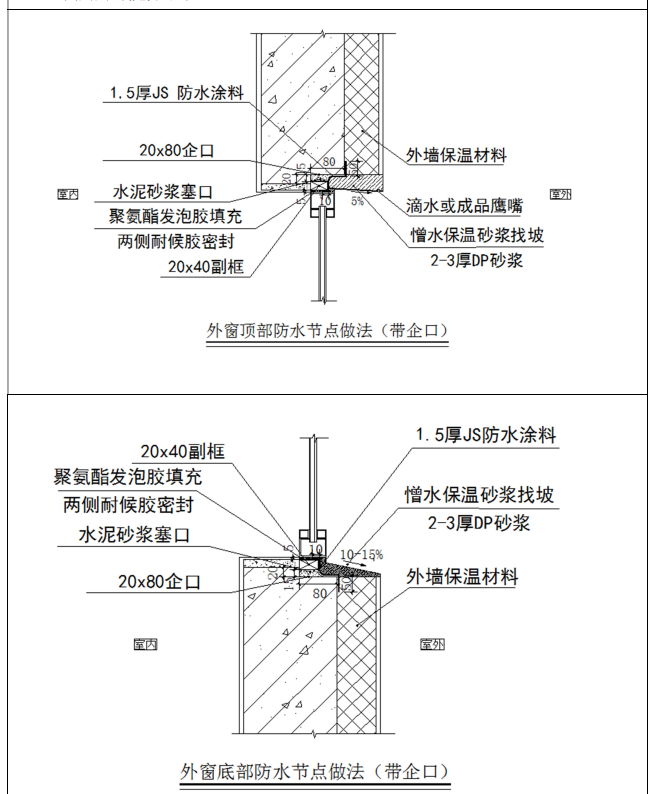 1.5厚JS 防水涂料
20x80企口
水泥砂浆塞口
聚氨酯发泡胶填充
两侧耐候胶密封
20x40副框
室内
5
80
50
20
5
10
5%
外墙保温材料
室外
滴水或成品鹰嘴
憎水保温砂浆找坡
2-3厚DP砂浆
外窗顶部防水节点做法（带企口）
20x40副框
聚氨酯发泡胶填充
两侧耐候胶密封
水泥砂浆塞口
20x80企口
1.5厚JS防水涂料
憎水保温砂浆找坡
2-3厚DP砂浆
外墙保温材料
5
10
10-15%
20
80
50
室内
室外
外窗底部防水节点做法（带企口）